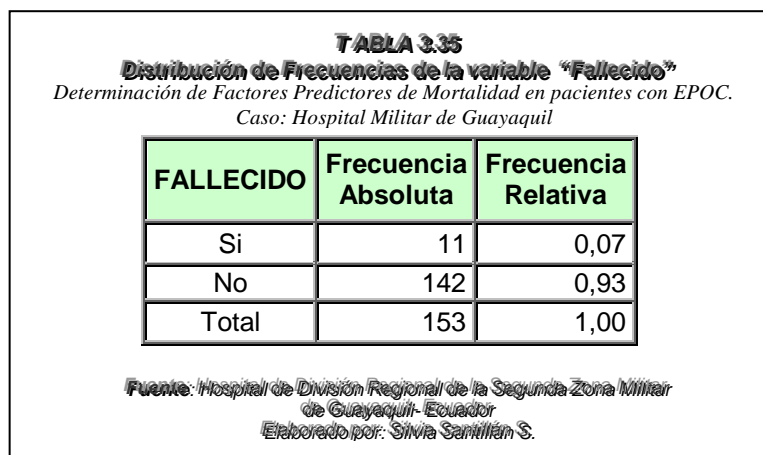 TABLA 3.35
Distribución de Frecuencias de la variable “Fallecido”
Determinación de Factores Predictores de Mortalidad en pacientes con EPOC.
Caso: Hospital Militar de Guayaquil
FALLECIDO Frecuencia Absoluta Frecuencia Relativa
Si 11 0,07
No 142 0,93
Total 153 1,00
Fuente: Hospital de División Regional de la Segunda Zona Militar
de Guayaquil- Ecuador
Elaborado por: Silvia Santillán S.